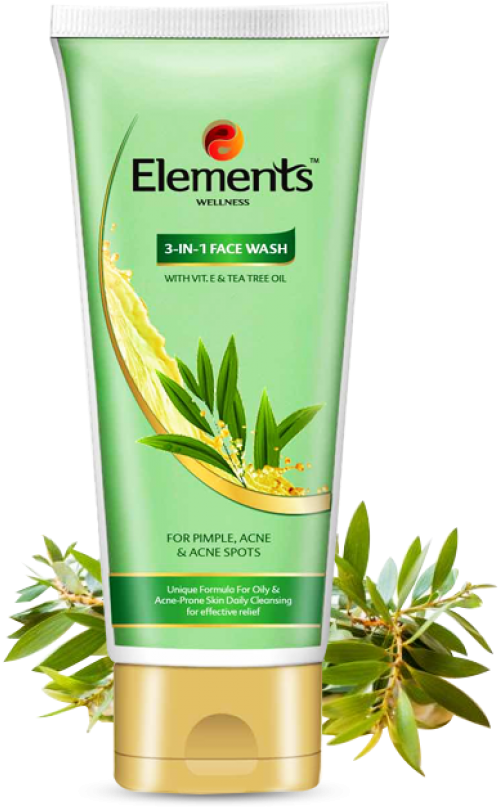 Elements™
WELLNESS
3-IN-1 FACE WASH
WITH VIT. E & TEA TREE OIL
FOR PIMPLE, ACNE
& ACNE SPOTS
Unique Formula For Oily &
Acne-Prone Skin Daily Cleansing
for effective relief